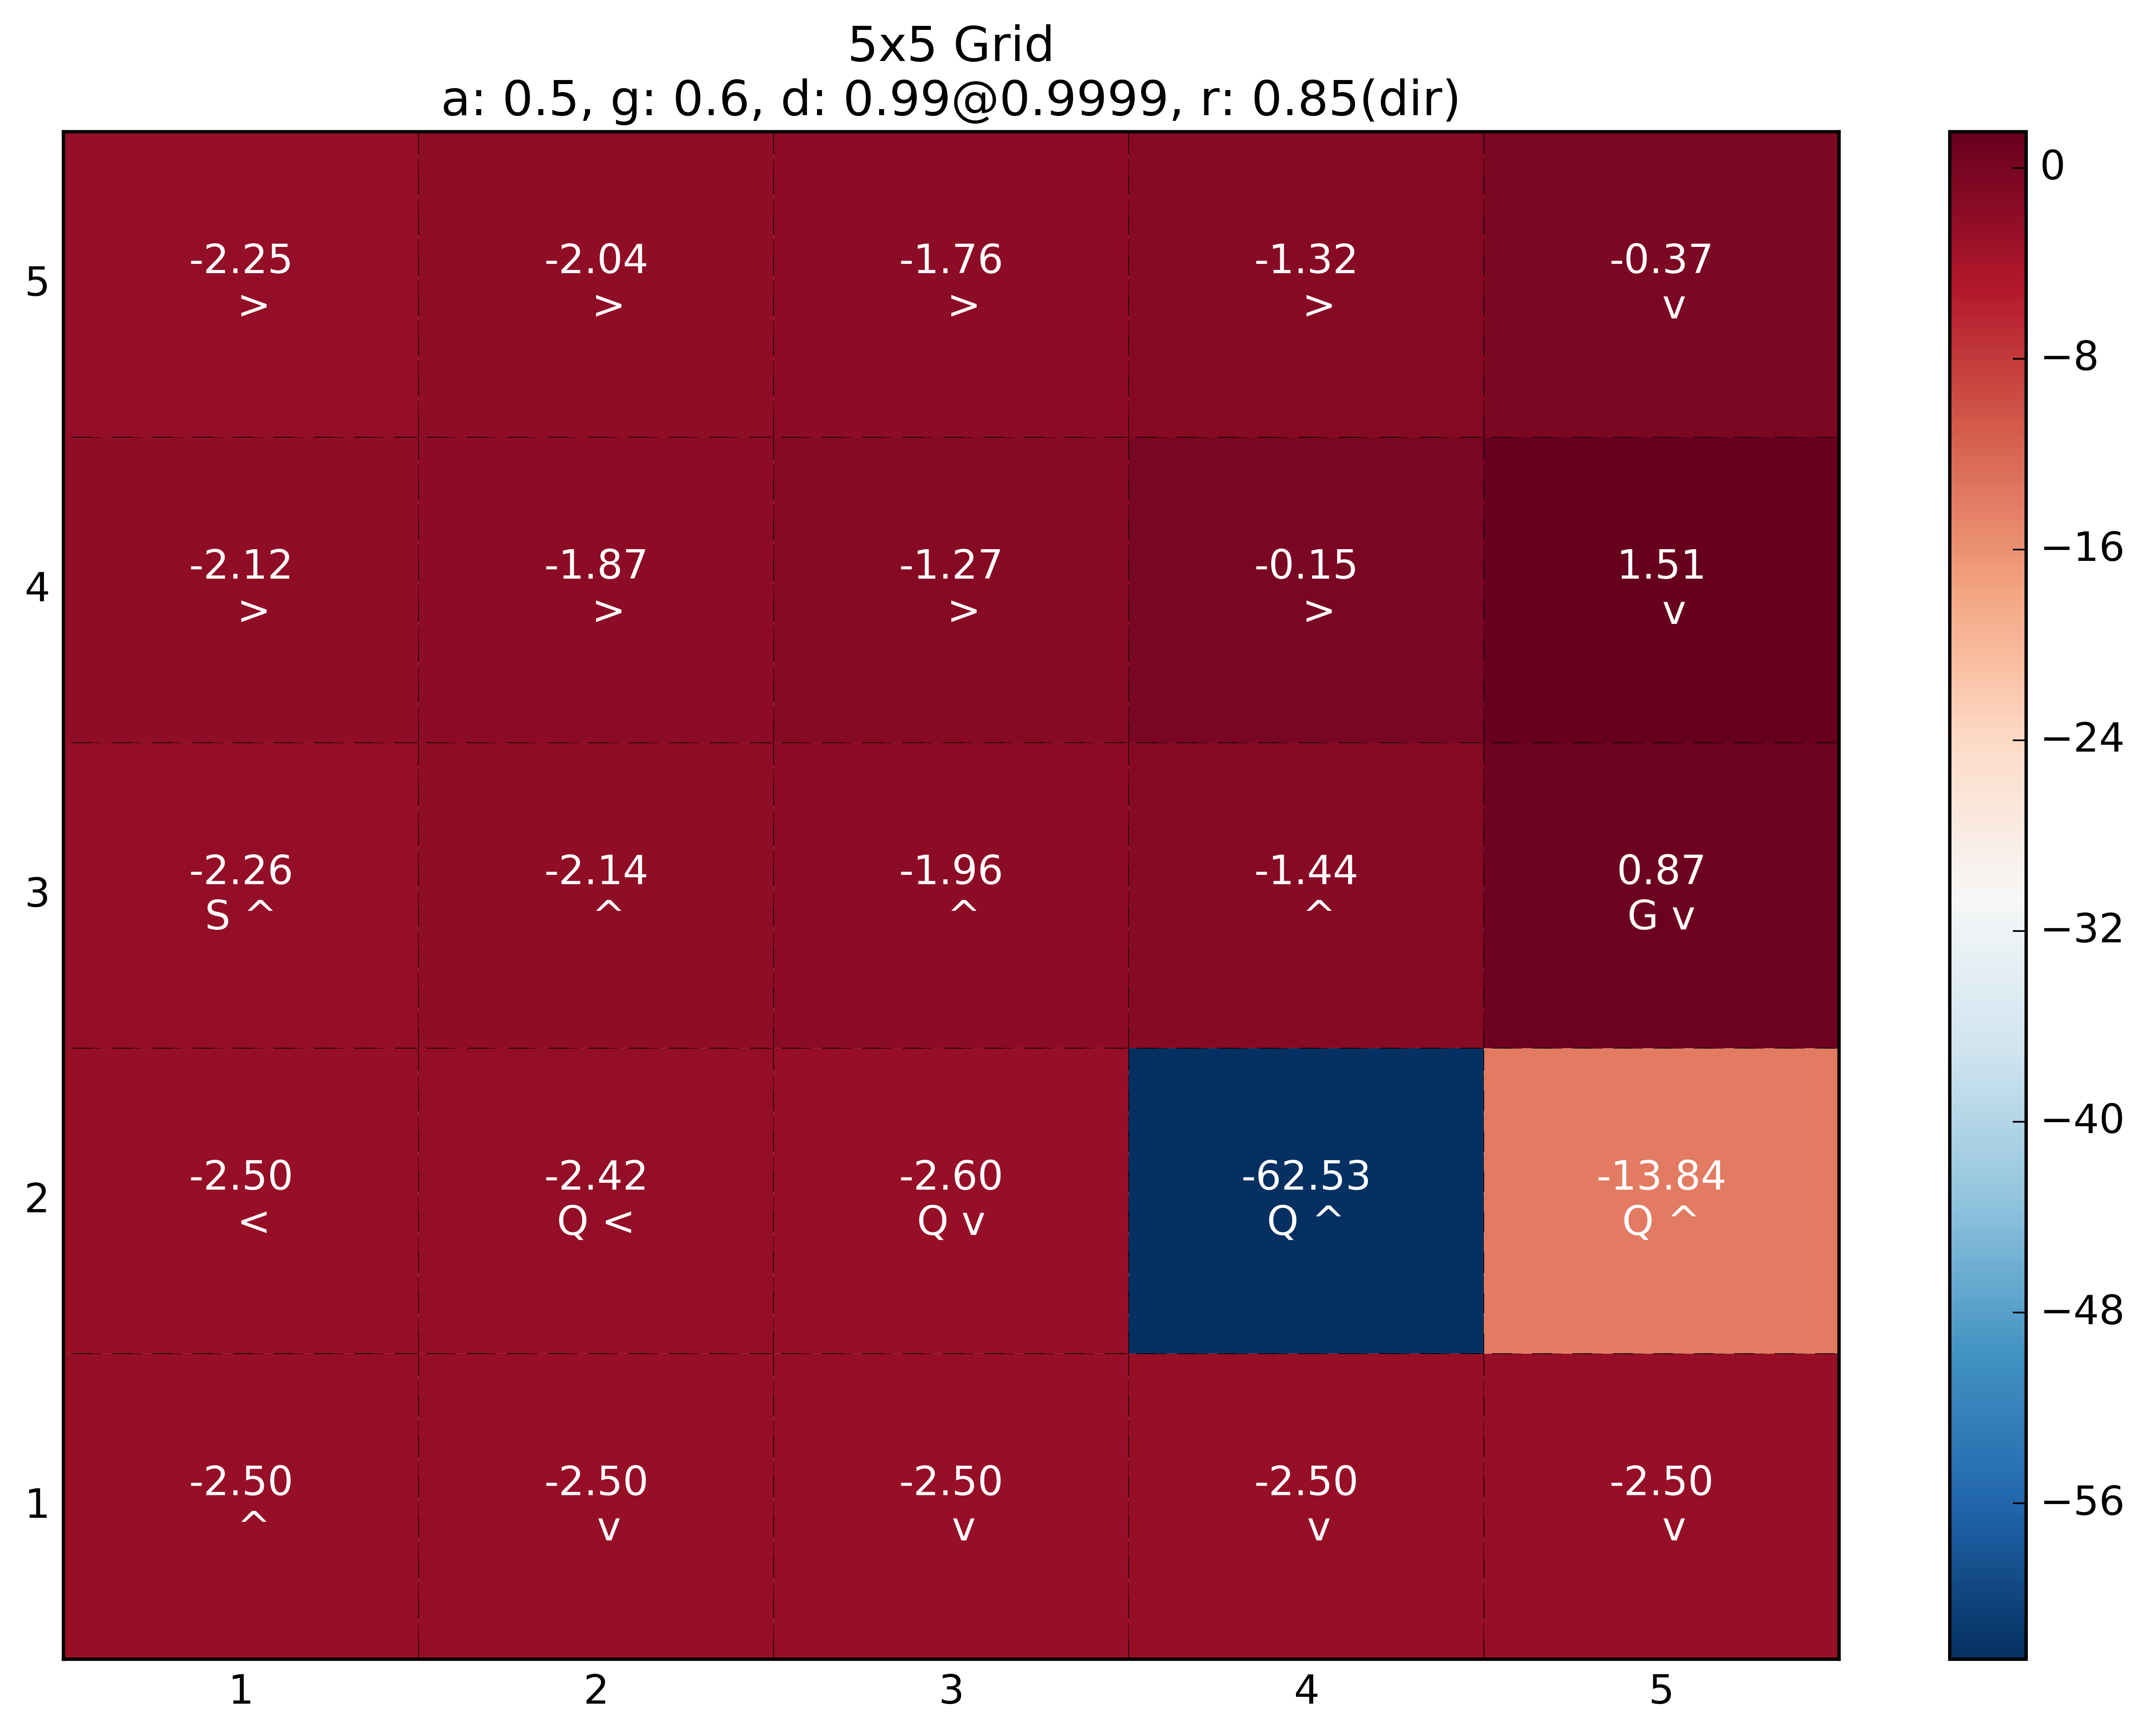 5x5 Grid
a: 0.5, g: 0.6, d: 0.99@0.9999, r: 0.85(dir)
5
-2.25 -2.04 -1.76 -1.32 -0.37
> > > > v
4
-2.12 -1.87 -1.27 -0.15 1.51
> > > > v
3
-2.26 -2.14 -1.96 -1.44 0.87
S ^ ^ ^ ^ G v
2
-2.50 -2.42 -2.60 -62.53 -13.84
< Q < Q v Q ^ Q ^
1
-2.50 -2.50 -2.50 -2.50 -2.50
^ v v v v
1 2 3 4 5
0
−8
−16
−24
−32
−40
−48
−56